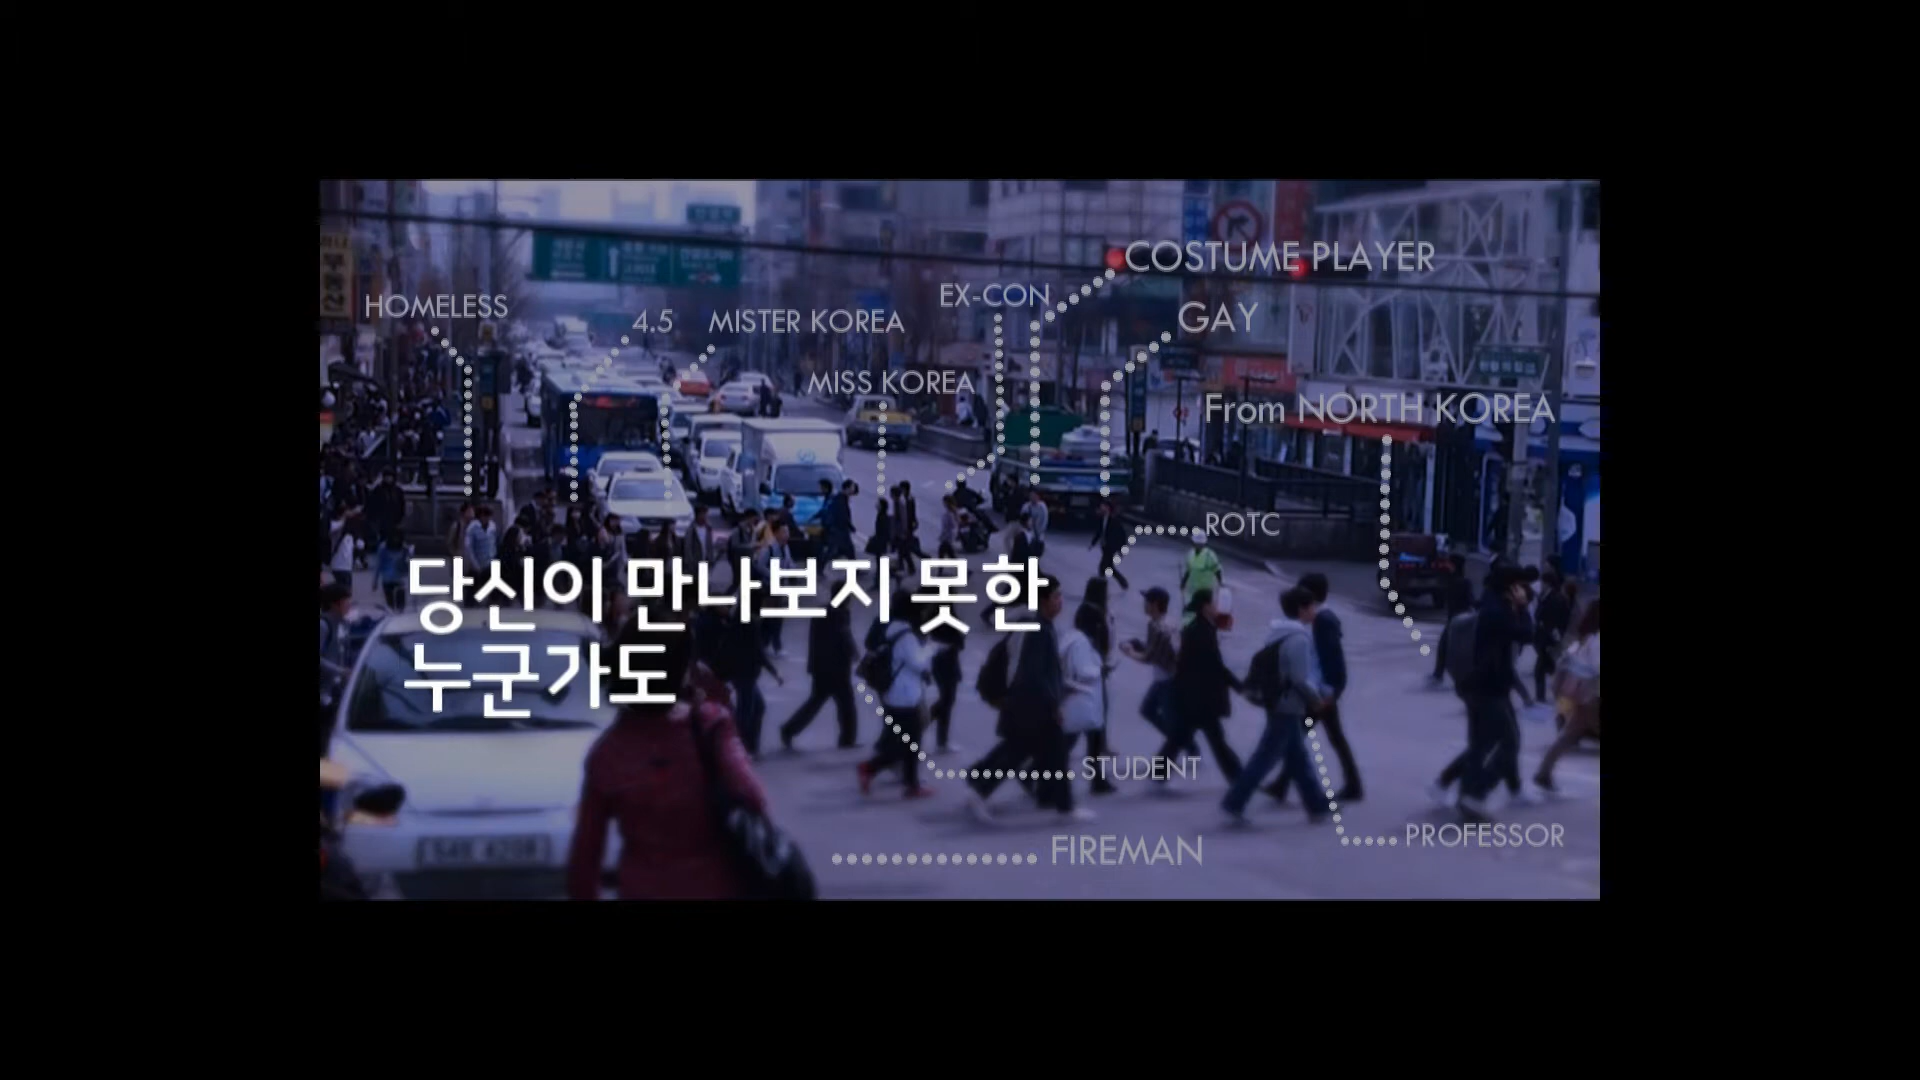 COSTUME PLAYER
EX-CON
HOMELESS
4.5
MISTER KOREA
GAY
MISS KOREA
From NORTH KOREA
ROTC
당신이 만나보지 못한
누군가도
STUDENT
FIREMAN
PROFESSOR